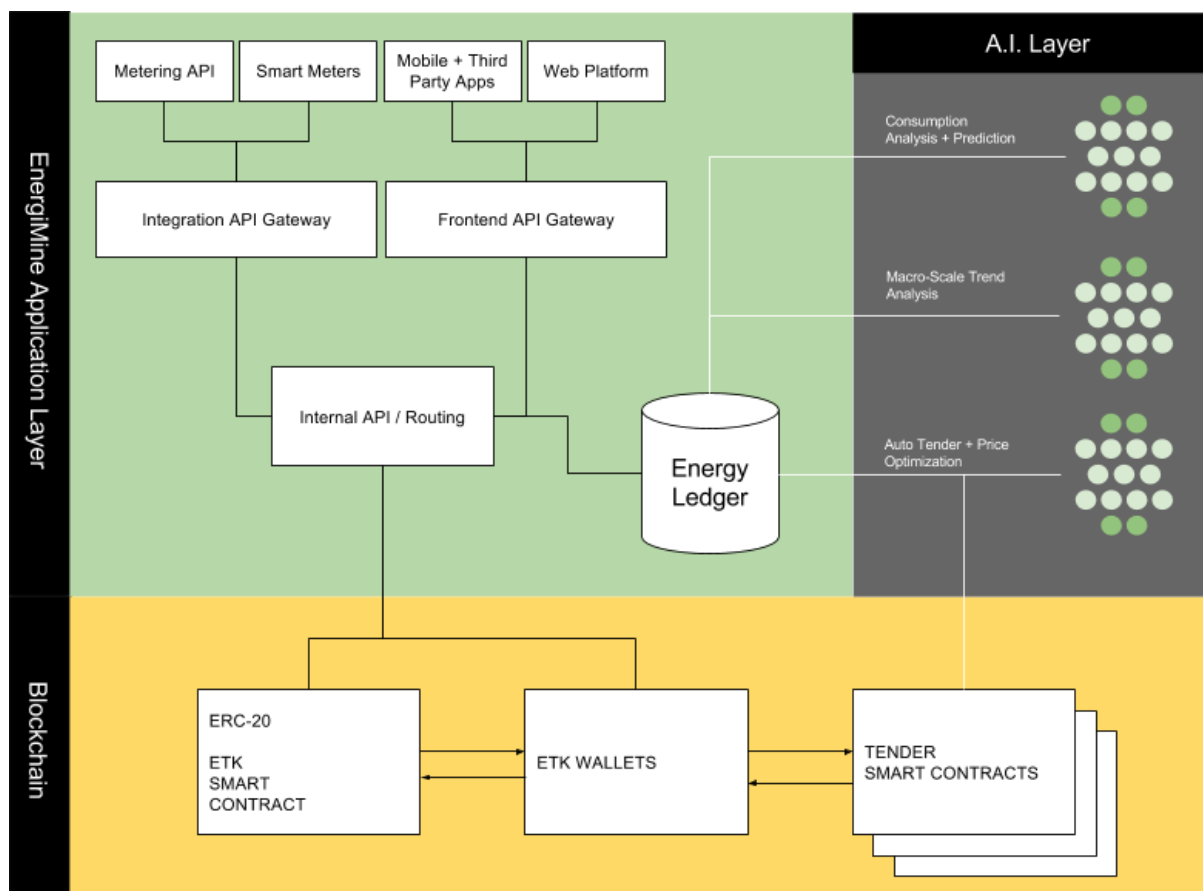 EnergiMine Application Layer
Metering API
Smart Meters
Mobile + Third
Party Apps
Web Platform
Integration API Gateway
Frontend API Gateway
Internal API / Routing
Energy
Ledger
A.I. Layer
Consumption
Analysis + Prediction
Macro-Scale Trend
Analysis
Auto Tender + Price
Optimization
Blockchain
ERC-20
ETK
SMART
CONTRACT
ETK WALLETS
TENDER
SMART CONTRACTS